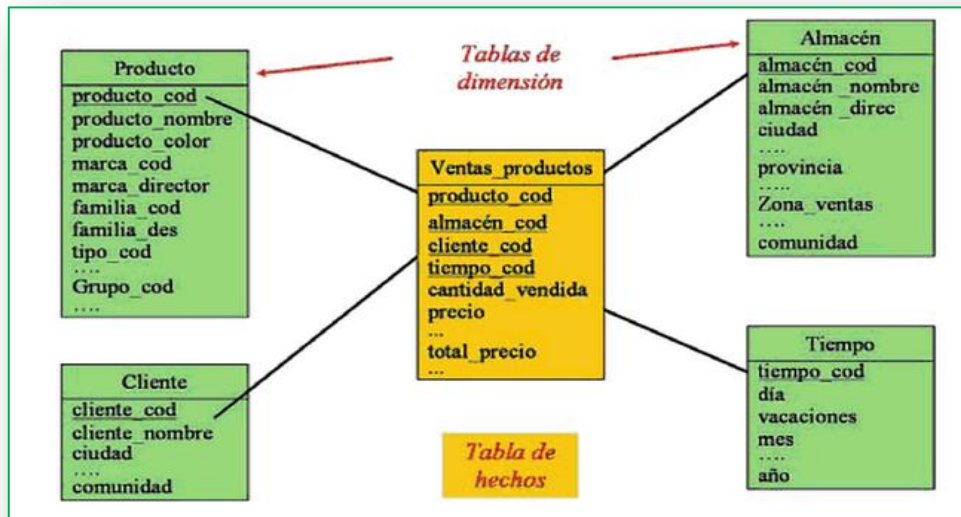 Tablas de
dimensión
Producto
producto_cod
producto_nombre
producto_color
marca_cod
marca_director
familia_cod
familia_des
tipo_cod
....
Grupo_cod
....
Almacén
almacén_cod
almacén_nombre
almacén _direc
ciudad
....
provincia
.....
Zona_ventas
....
comunidad
Ventas_productos
producto_cod
almacén_cod
cliente_cod
tiempo_cod
cantidad_vendida
precio
...
total_precio
...
Cliente
cliente_cod
cliente_nombre
ciudad
....
comunidad
Tiempo
tiempo_cod
día
vacaciones
mes
....
año
Tabla de
hechos